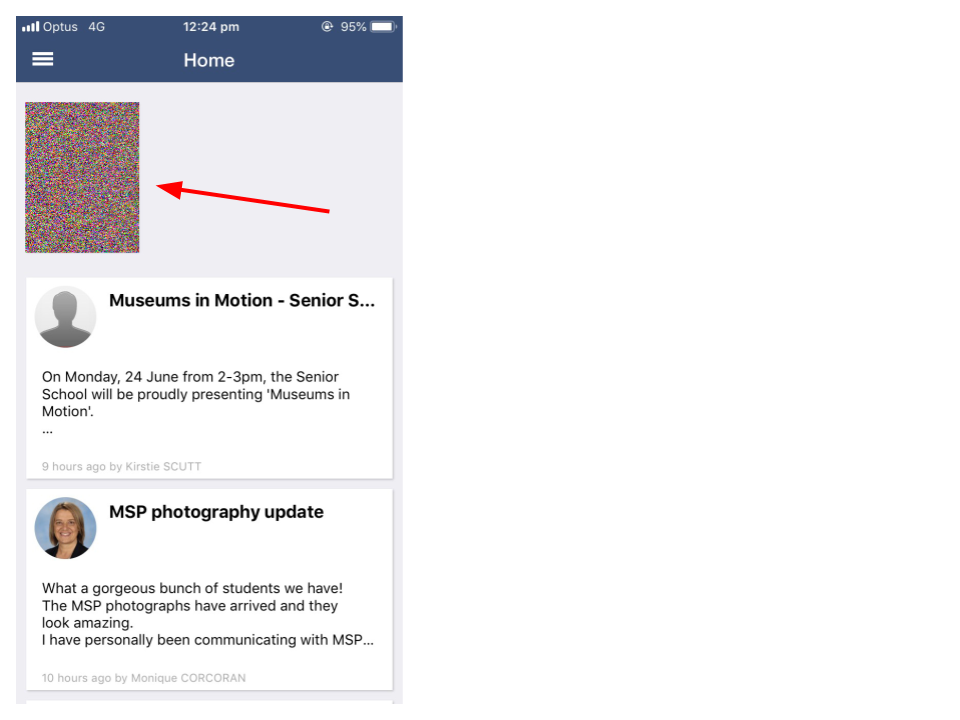 Optus 4G 12:24 pm 95%
Home
Museums in Motion - Senior S...
On Monday, 24 June from 2-3pm, the Senior
School will be proudly presenting 'Museums in
Motion'.
...
9 hours ago by Kirstie SCUTT
MSP photography update
What a gorgeous bunch of students we have!
The MSP photographs have arrived and they
look amazing.
I have personally been communicating with MSP...
10 hours ago by Monique CORCORAN